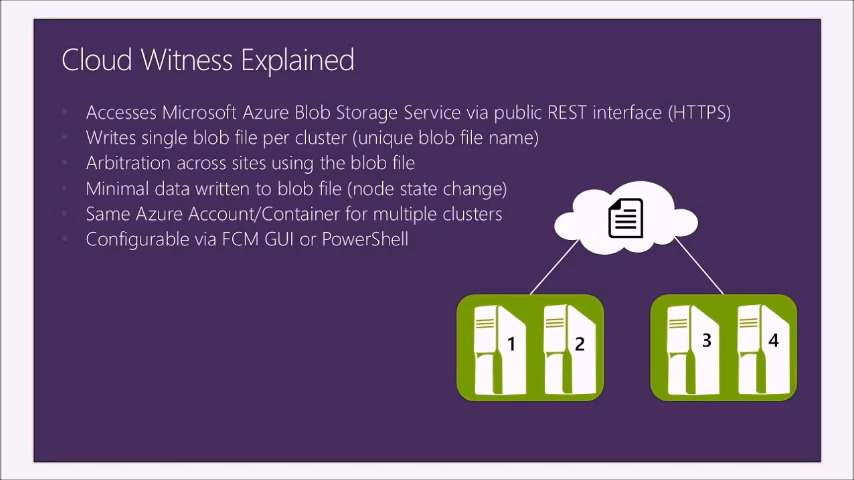 Cloud Witness Explained
Accesses Microsoft Azure Blob Storage Service via public REST interface (HTTPS)
Writes single blob file per cluster (unique blob file name)
Arbitration across sites using the blob file
Minimal data written to blob file (node state change)
Same Azure Account/Container for multiple clusters
Configurable via FCM GUI or PowerShell
1 2 3 4